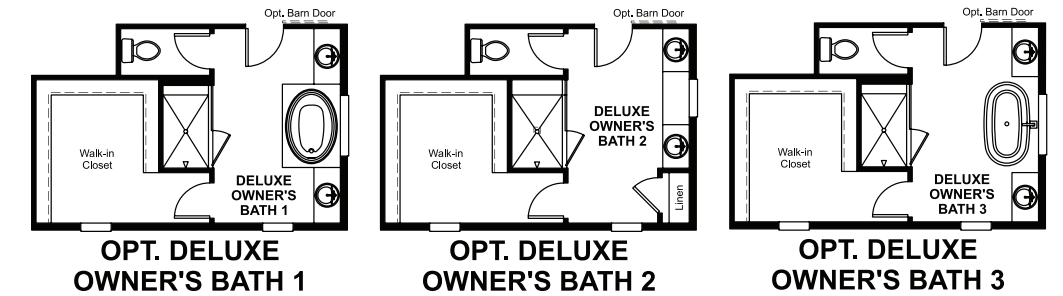 Opt. Barn Door
Walk-in
Closet
DELUXE
OWNER'S
BATH 1
OPT. DELUXE
OWNER'S BATH 1
Opt. Barn Door
DELUXE
OWNER'S
BATH 2
Walk-in
Closet
Linen
OPT. DELUXE
OWNER'S BATH 2
Opt. Barn Door
Walk-in
Closet
DELUXE
OWNER'S
BATH 3
OPT. DELUXE
OWNER'S BATH 3